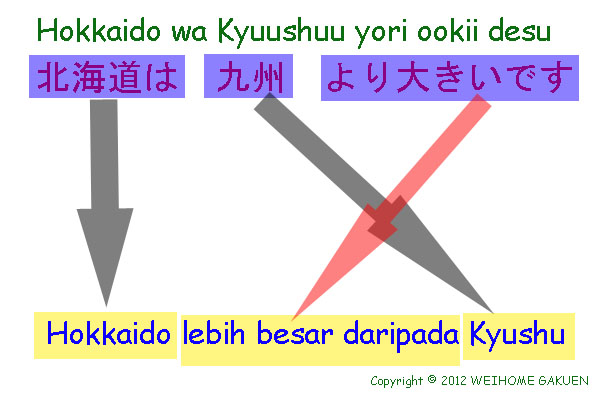 Hokkaido wa Kyuushuu yori ookii desu
北海道は 九州 より大きいです
Hokkaido lebih besar daripada Kyushu
Copyright © 2012 WEIHOME GAKUEN